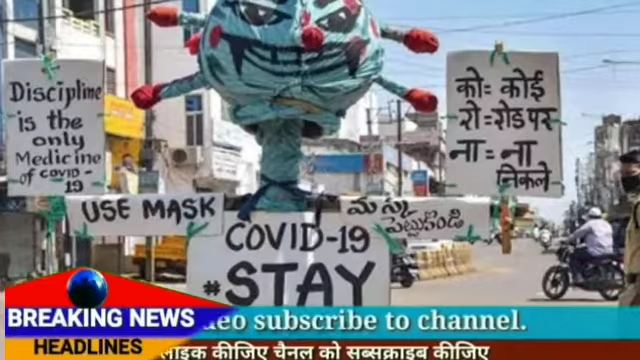 Discipline
is the
only
Medicine
of covid-19
को = कोई
रो = रोड पर
ना = ना
निकले
USE MASK
మాస్కు
పెట్టుకోండి
COVID-19
#STAY
subscribe to channel.
BREAKING NEWS
HEADLINES
लाइक कीजिए चैनल को सब्सक्राइब कीजिए